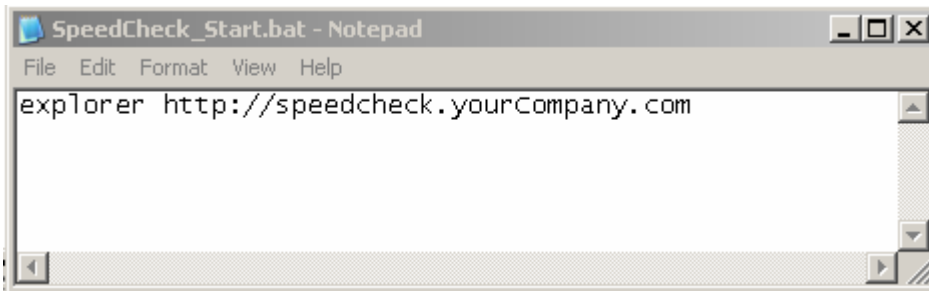 SpeedCheck_Start.bat - Notepad
File Edit Format View Help
explorer http://speedcheck.yourCompany.com